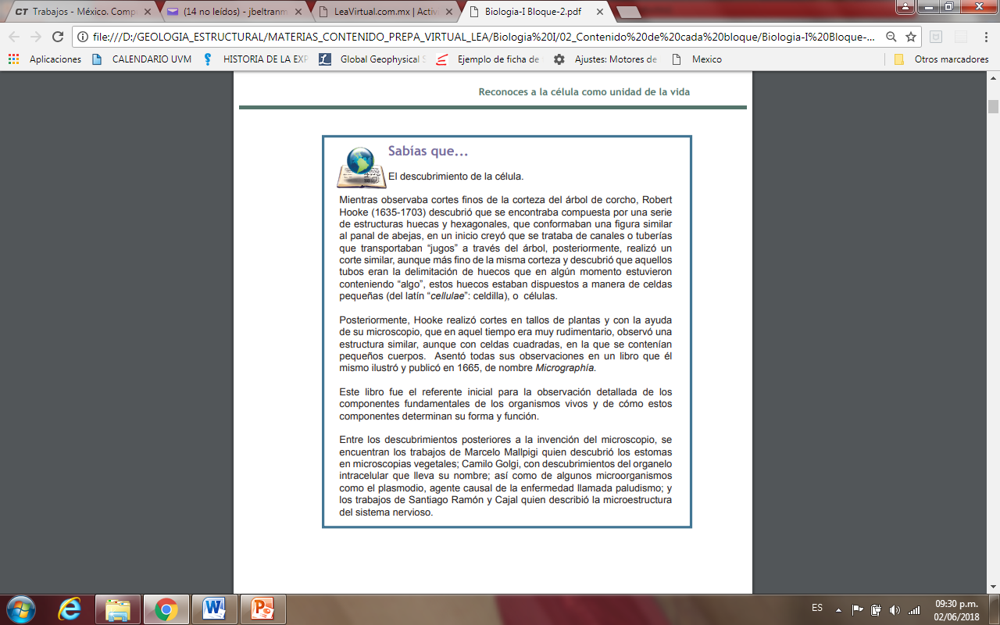 CT Trabajos - México. Comp
(14 no leídos) - jbeltranm
LeaVirtual.com.mx | Activ
Biologia-I Bloque-2.pdf
file:///D:/GEOLOGIA_ESTRUCTURAL/MATERIAS_CONTENIDO_PREPA_VIRTUAL_LEA/Biologia%20I/02_Contenido%20de%20cada%20bloque/Biologia-I%20Bloque-...
Aplicaciones
CALENDARIO UVM
HISTORIA DE LA EXP
Global Geophysical S
Ejemplo de ficha de
Ajustes: Motores de
Mexico
Otros marcadores
Reconoces a la célula como unidad de la vida
Sabías que...
El descubrimiento de la célula.
Mientras observaba cortes finos de la corteza del árbol de corcho, Robert
Hooke (1635-1703) descubrió que se encontraba compuesta por una serie
de estructuras huecas y hexagonales, que conformaban una figura similar
al panal de abejas, en un inicio creyó que se trataba de canales o tuberías
que transportaban “jugos” a través del árbol, posteriormente, realizó un
corte similar, aunque más fino de la misma corteza y descubrió que aquellos
tubos eran la delimitación de huecos que en algún momento estuvieron
conteniendo “algo”, estos huecos estaban dispuestos a manera de celdas
pequeñas (del latín “cellulae”: celdilla), o células.
Posteriormente, Hooke realizó cortes en tallos de plantas y con la ayuda
de su microscopio, que en aquel tiempo era muy rudimentario, observó una
estructura similar, aunque con celdas cuadradas, en la que se contenían
pequeños cuerpos. Asentó todas sus observaciones en un libro que él
mismo ilustró y publicó en 1665, de nombre Micrographía.
Este libro fue el referente inicial para la observación detallada de los
componentes fundamentales de los organismos vivos y de cómo estos
componentes determinan su forma y función.
Entre los descubrimientos posteriores a la invención del microscopio, se
encuentran los trabajos de Marcelo Mallpigi quien descubrió los estomas
en microscopias vegetales; Camilo Golgi, con descubrimientos del organelo
intracelular que lleva su nombre; así como de algunos microorganismos
como el plasmodio, agente causal de la enfermedad llamada paludismo; y
los trabajos de Santiago Ramón y Cajal quien describió la microestructura
del sistema nervioso.
ES
09:30 p.m.
02/06/2018